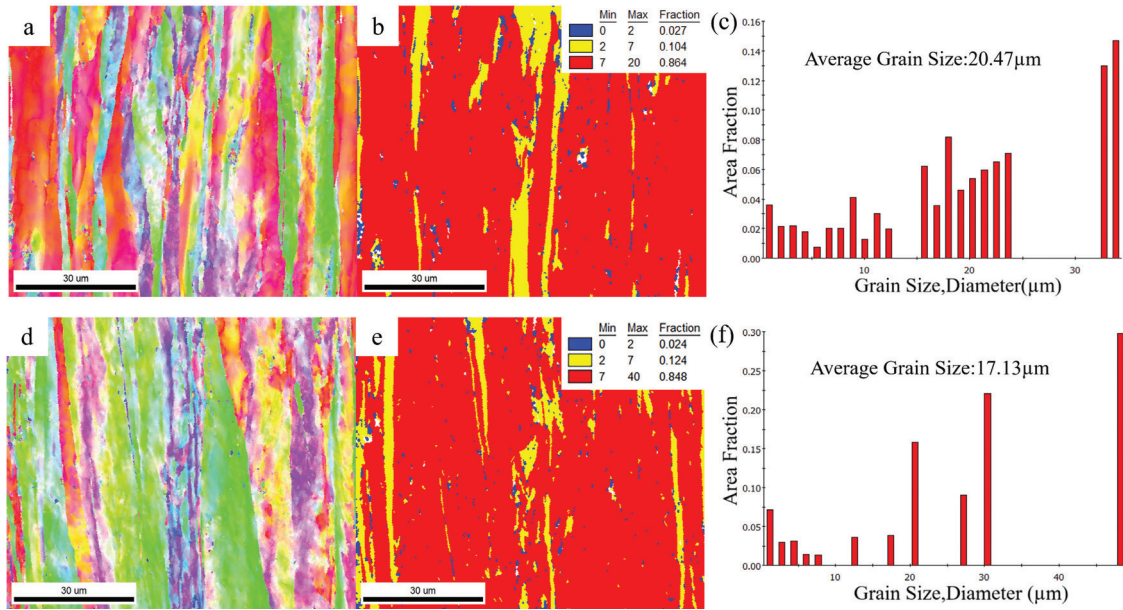 a
b
Min Max Fraction
0 2 0.027
2 7 0.104
7 20 0.864
30 um
30 um
(c)
Average Grain Size:20.47µm
Area Fraction
0.16
0.14
0.12
0.10
0.08
0.06
0.04
0.02
0.00
10 20 30
Grain Size,Diameter(µm)
d
e
Min Max Fraction
0 2 0.024
2 7 0.124
7 40 0.848
30 um
30 um
(f)
Average Grain Size:17.13µm
Area Fraction
0.30
0.25
0.20
0.15
0.10
0.05
0.00
10 20 30 40
Grain Size,Diameter (µm)